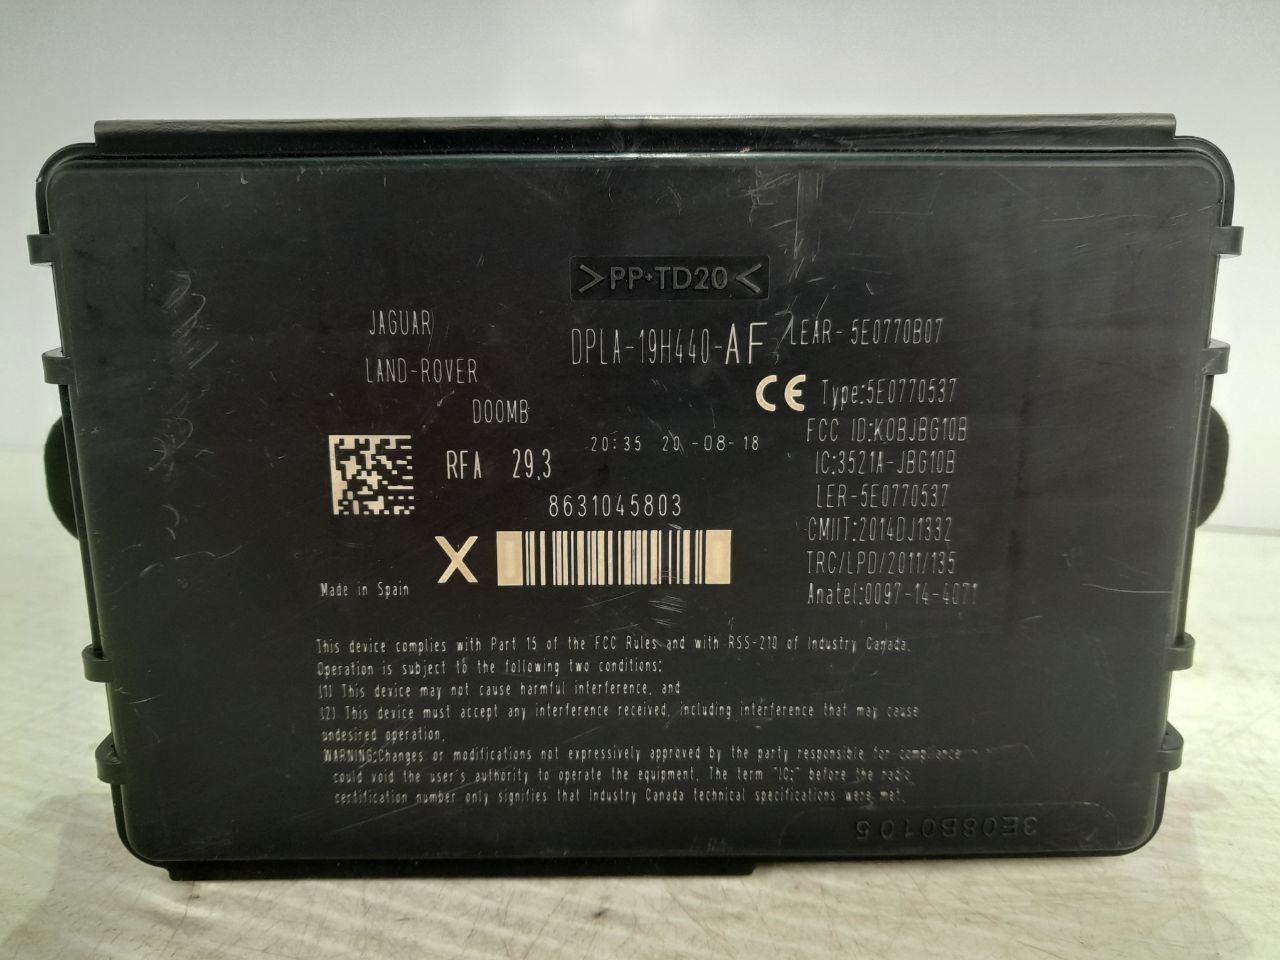 >PP+TD20<
JAGUAR
LAND-ROVER
DPLA-19H440-AF
LEAR-5E0770B07
D00MB
CE
Type:5E0770537
FCC ID:KOBJBG10B
20:35 20-08-18
RFA 29,3
IC:3521A-JBG10B
LER-5E0770537
8631045803
CMIIT:2014DJ1332
TRC/LPD/2011/135
X
Made in Spain
Anatel:0097-14-4071
This device complies with Part 15 of the FCC Rules and with RSS-210 of Industry Canada.
Operation is subject to the following two conditions:
(1) This device may not cause harmful interference, and
(2) This device must accept any interference received, including interference that may cause
undesired operation.
WARNING:Changes or modifications not expressively approved by the party responsible for compliance
could void the user's authority to operate the equipment. The term "IC:" before the radio
certification number only signifies that Industry Canada technical specifications were met.
3E08B0105